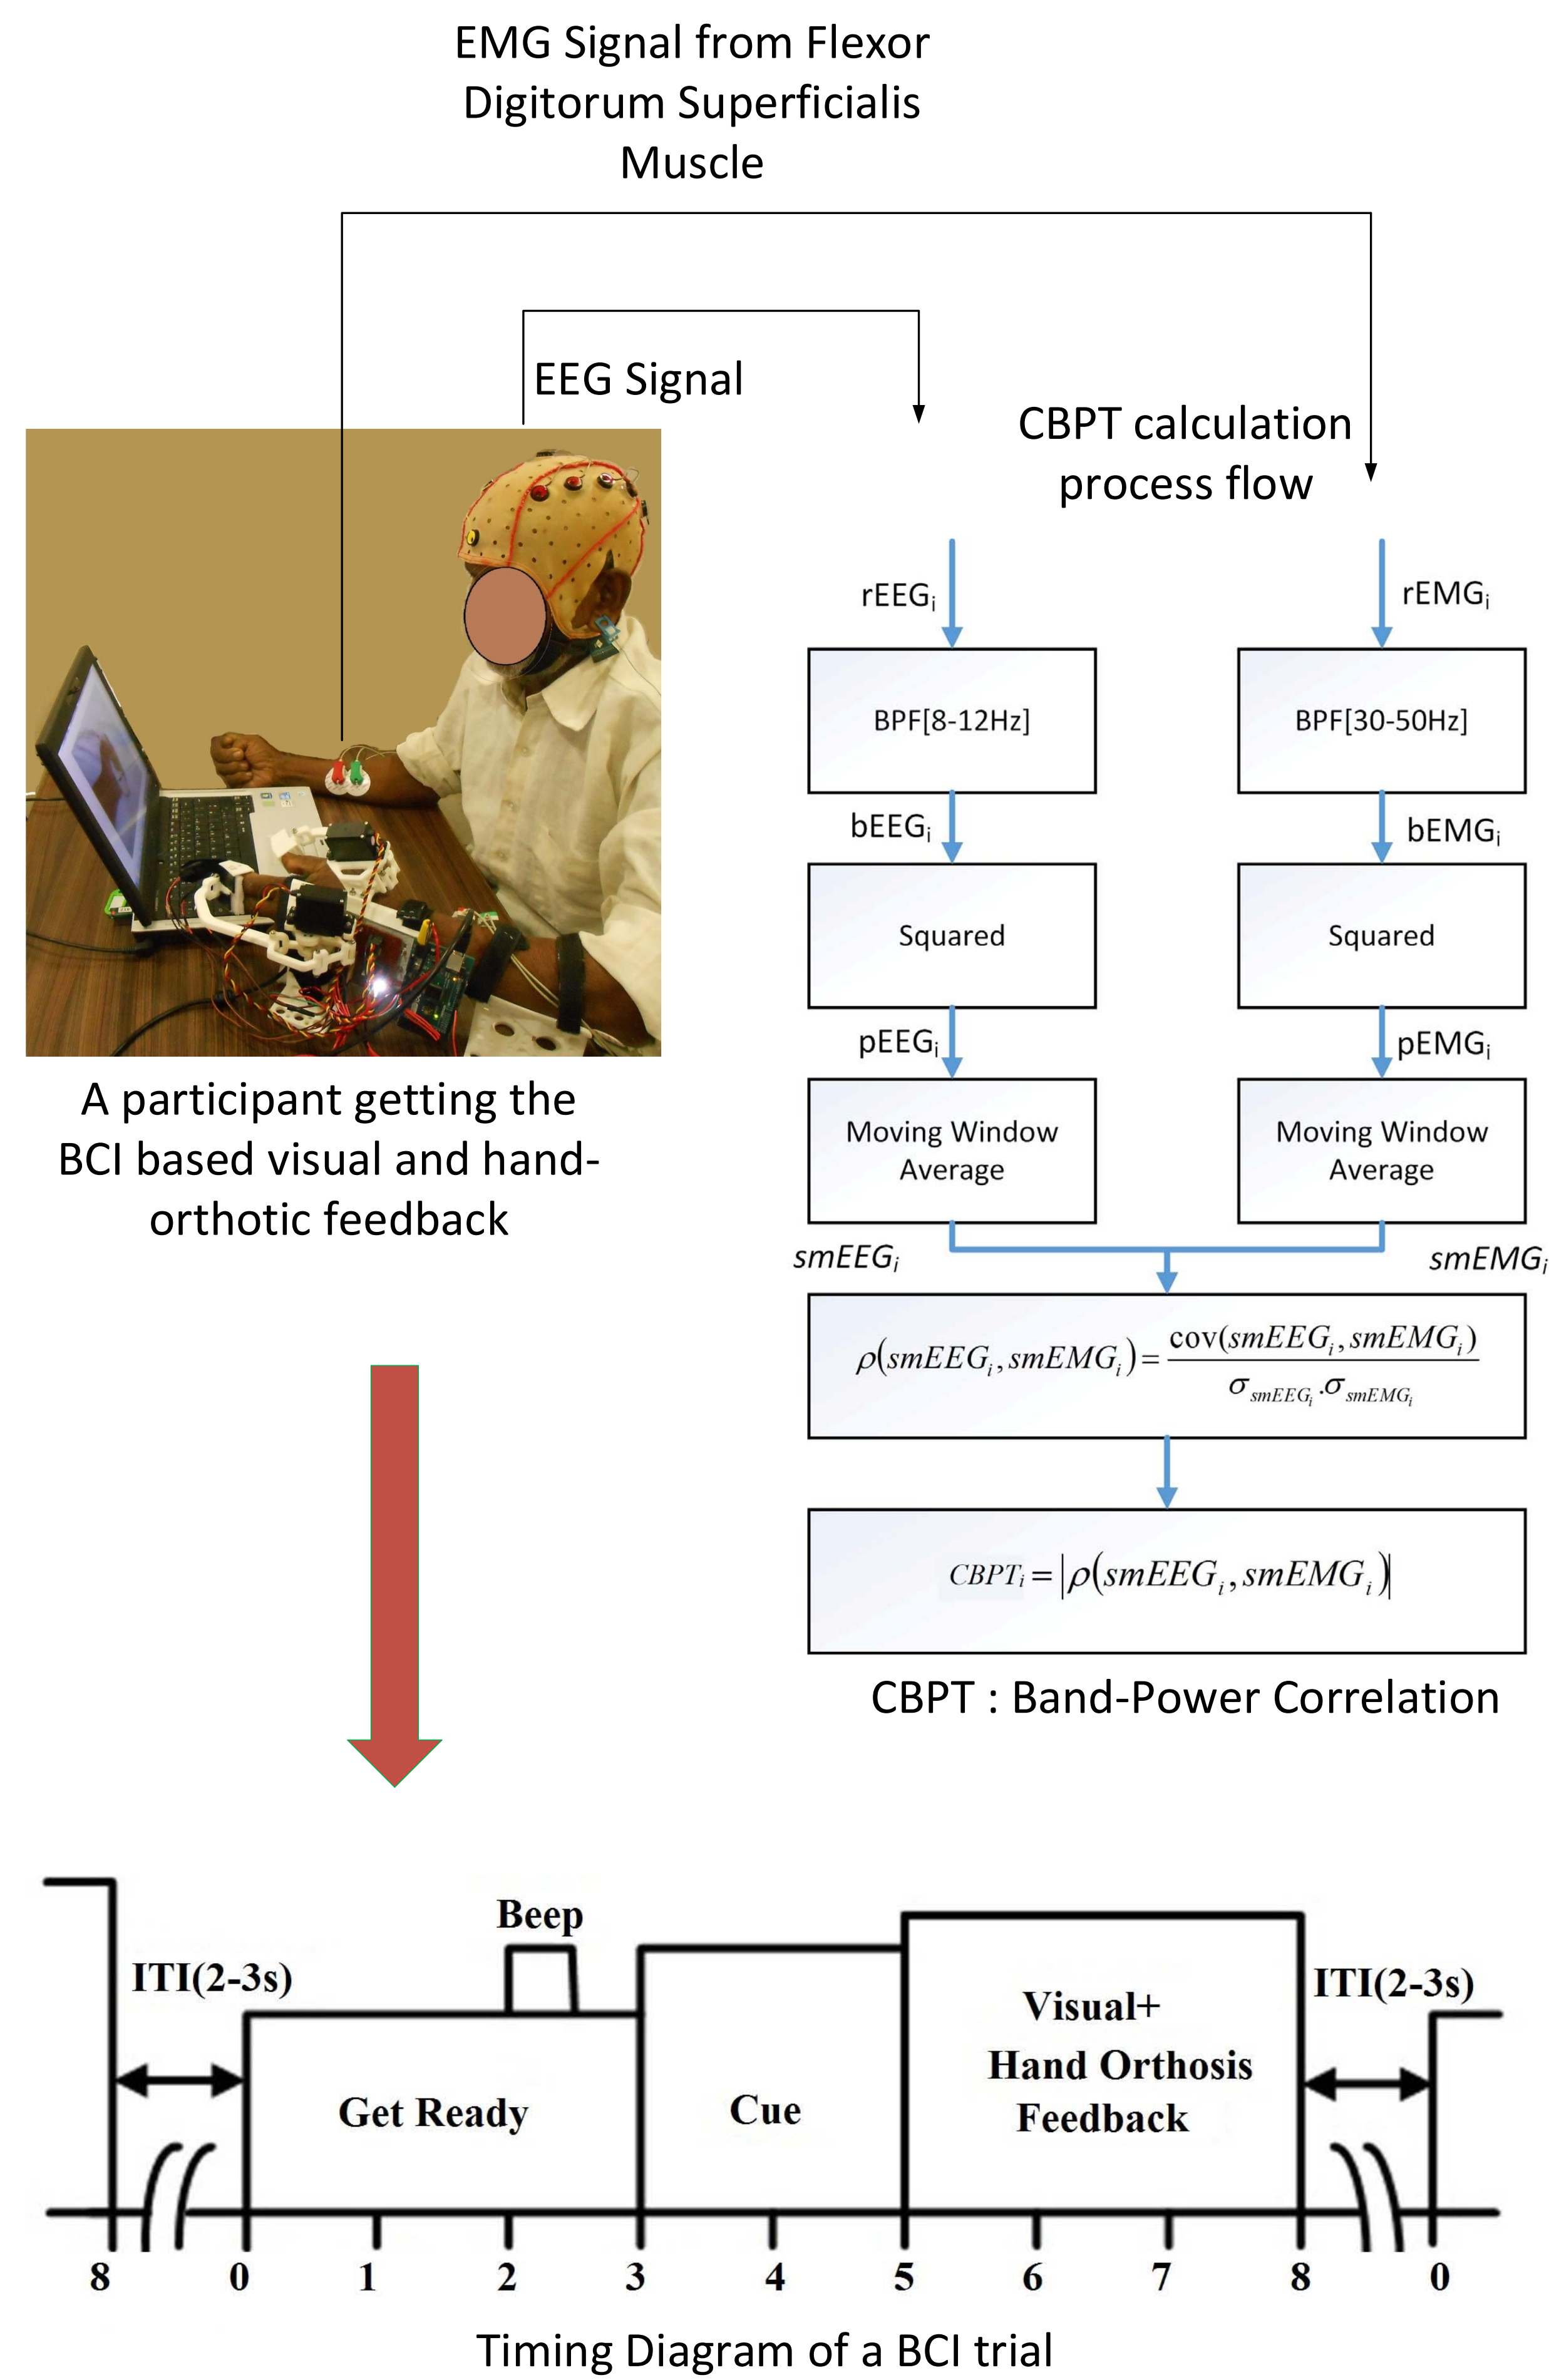 EMG Signal from Flexor
Digitorum Superficialis
Muscle
EEG Signal
CBPT calculation
process flow
rEEGᵢ
rEMGᵢ
BPF[8-12Hz]
BPF[30-50Hz]
bEEGᵢ
bEMGᵢ
Squared
Squared
pEEGᵢ
pEMGᵢ
Moving Window
Average
Moving Window
Average
smEEGᵢ
smEMGᵢ
ρ(smEEGᵢ, smEMGᵢ) = cov(smEEGᵢ, smEMGᵢ) / σ smEEGᵢ . σ smEMGᵢ
CBPTᵢ = |ρ(smEEGᵢ, smEMGᵢ)|
CBPT : Band-Power Correlation
A participant getting the
BCI based visual and hand-
orthotic feedback
Beep
ITI(2-3s)
ITI(2-3s)
Get Ready
Cue
Visual+
Hand Orthosis
Feedback
8 0 1 2 3 4 5 6 7 8 0
Timing Diagram of a BCI trial